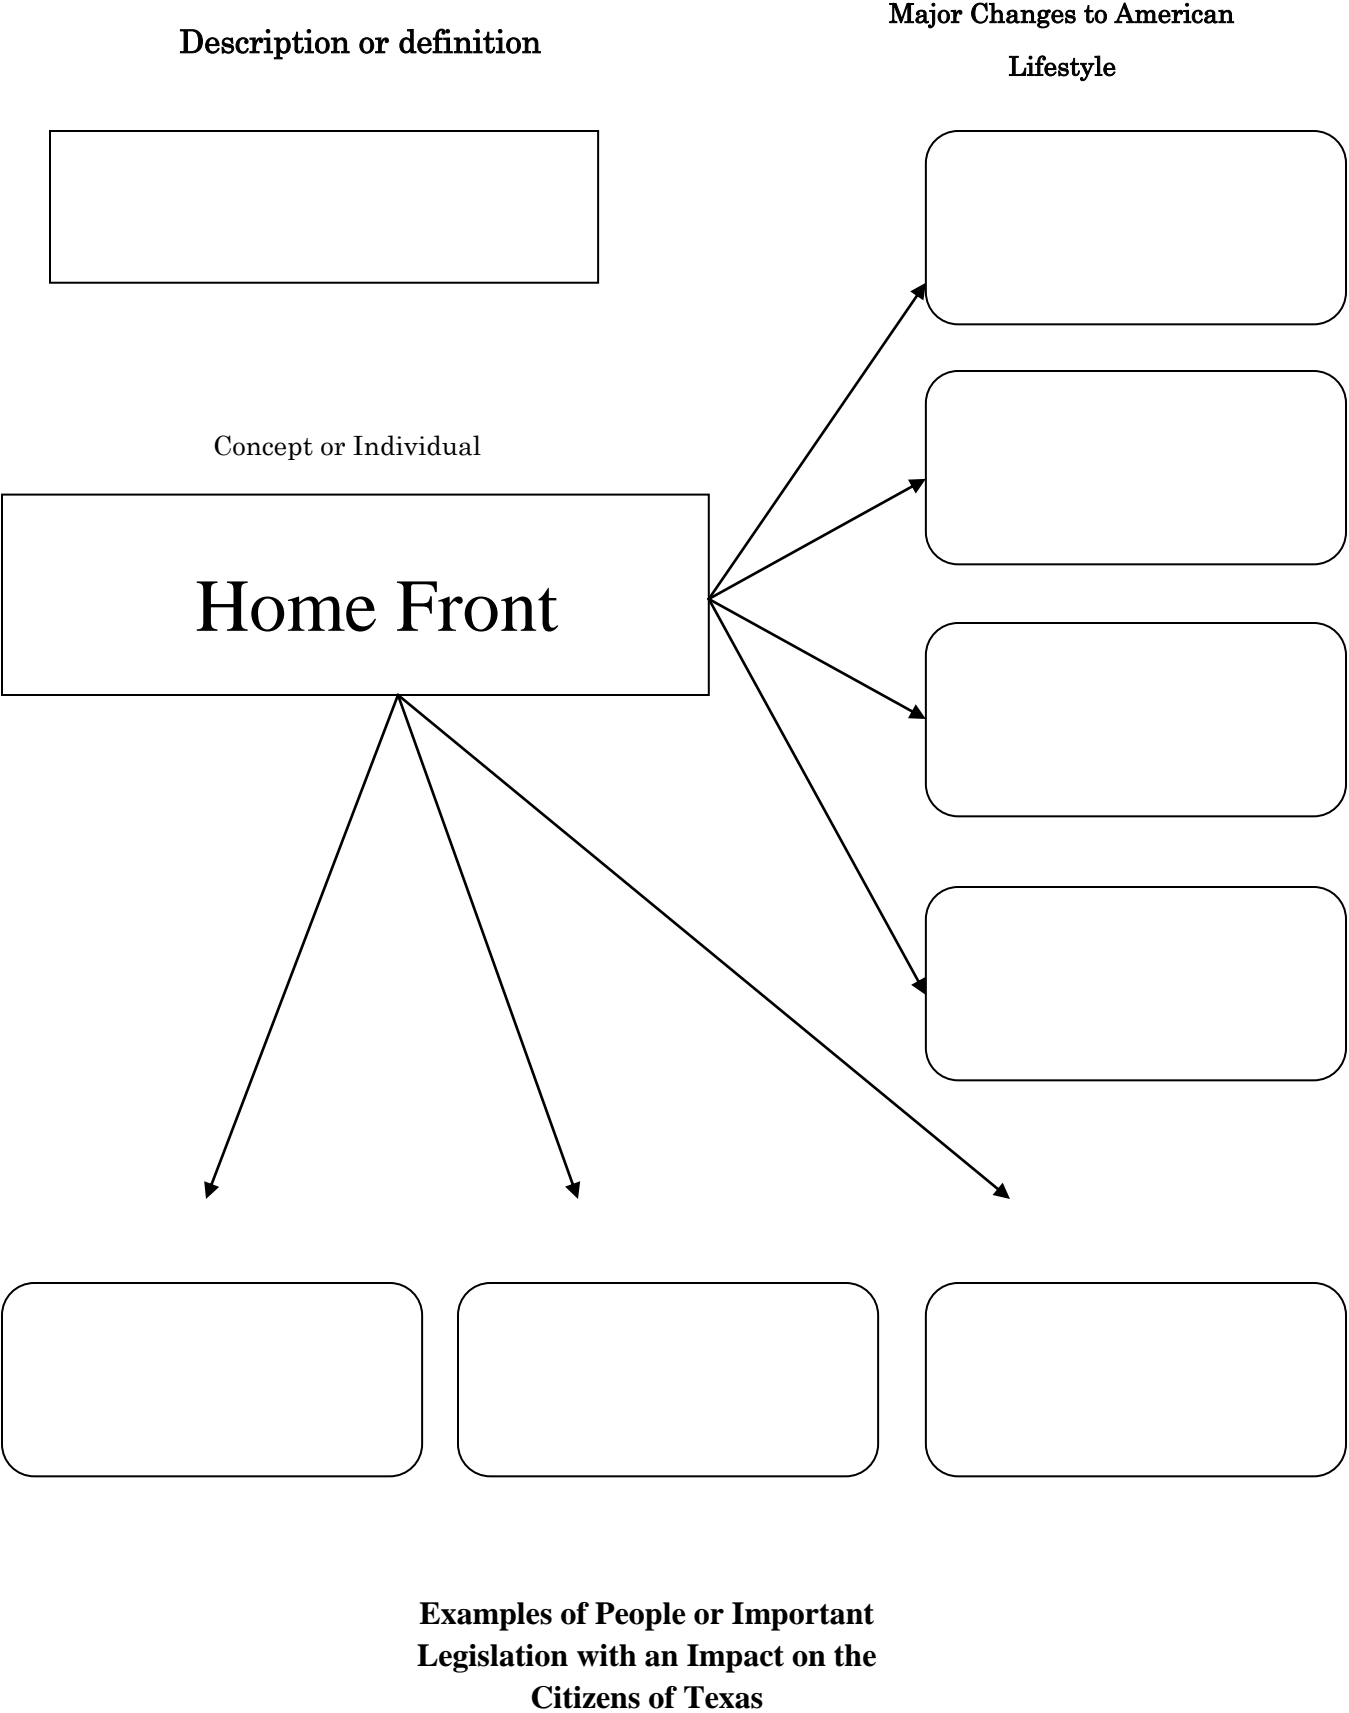 Description or definition
Major Changes to American
Lifestyle
Concept or Individual
Home Front
Examples of People or Important
Legislation with an Impact on the
Citizens of Texas